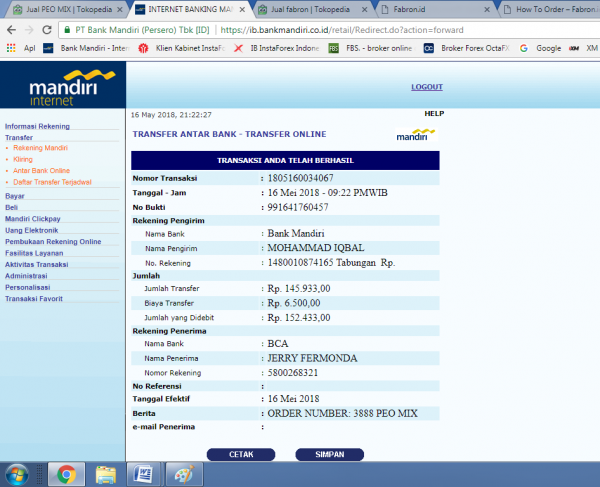 Jual PEO MIX | Tokopedia
INTERNET BANKING MAN
Jual fabron | Tokopedia
Fabron.id
How To Order – Fabron.i
PT Bank Mandiri (Persero) Tbk [ID] https://ib.bankmandiri.co.id/retail/Redirect.do?action=forward
Apl
Bank Mandiri - Intern
Klien Kabinet InstaFo
IB InstaForex Indone
FBS. - broker online
Broker Forex OctaFX
Google
XM
GM
mandiri
internet
LOGOUT
16 May 2018, 21:22:27
HELP
TRANSFER ANTAR BANK - TRANSFER ONLINE
mandiri
Informasi Rekening
Transfer
Rekening Mandiri
Kliring
Antar Bank Online
Daftar Transfer Terjadwal
Bayar
Beli
Mandiri Clickpay
Uang Elektronik
Pembukaan Rekening Online
Fasilitas Layanan
Aktivitas Transaksi
Administrasi
Personalisasi
Transaksi Favorit
TRANSAKSI ANDA TELAH BERHASIL
Nomor Transaksi : 1805160034067
Tanggal - Jam : 16 Mei 2018 - 09:22 PMWIB
No Bukti : 991641760457
Rekening Pengirim
Nama Bank : Bank Mandiri
Nama Pengirim : MOHAMMAD IQBAL
No. Rekening : 1480010874165 Tabungan Rp.
Jumlah
Jumlah Transfer : Rp. 145.933,00
Biaya Transfer : Rp. 6.500,00
Jumlah yang Didebit : Rp. 152.433,00
Rekening Penerima
Nama Bank : BCA
Nama Penerima : JERRY FERMONDA
Nomor Rekening : 5800268321
No Referensi :
Tanggal Efektif : 16 Mei 2018
Berita : ORDER NUMBER: 3888 PEO MIX
e-mail Penerima :
CETAK
SIMPAN